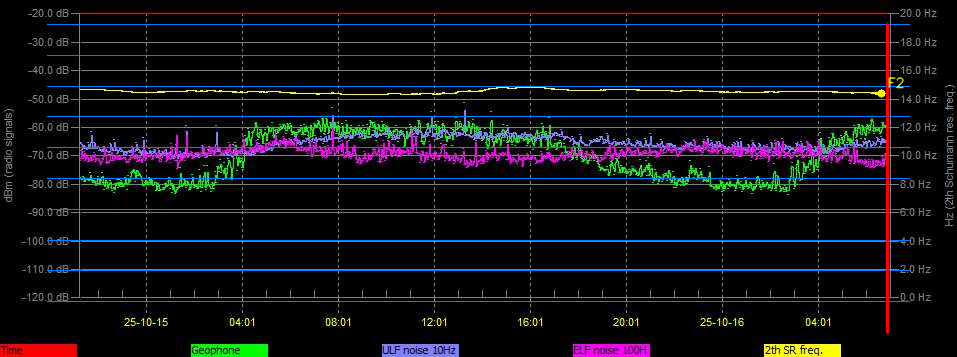 -20.0 dB 20.0 Hz
-30.0 dB 18.0 Hz
-40.0 dB 16.0 Hz
F2
-50.0 dB 14.0 Hz
-60.0 dB 12.0 Hz
-70.0 dB 10.0 Hz
-80.0 dB 8.0 Hz
-90.0 dB 6.0 Hz
-100.0 dB 4.0 Hz
-110.0 dB 2.0 Hz
-120.0 dB 0.0 Hz
dBm (radio signals)
Hz (2th Schumann res. freq.)
25-10-15 04:01 08:01 12:01 16:01 20:01 25-10-16 04:01
Time Geophone ULF noise 10Hz ELF noise 100H 2th SR freq.